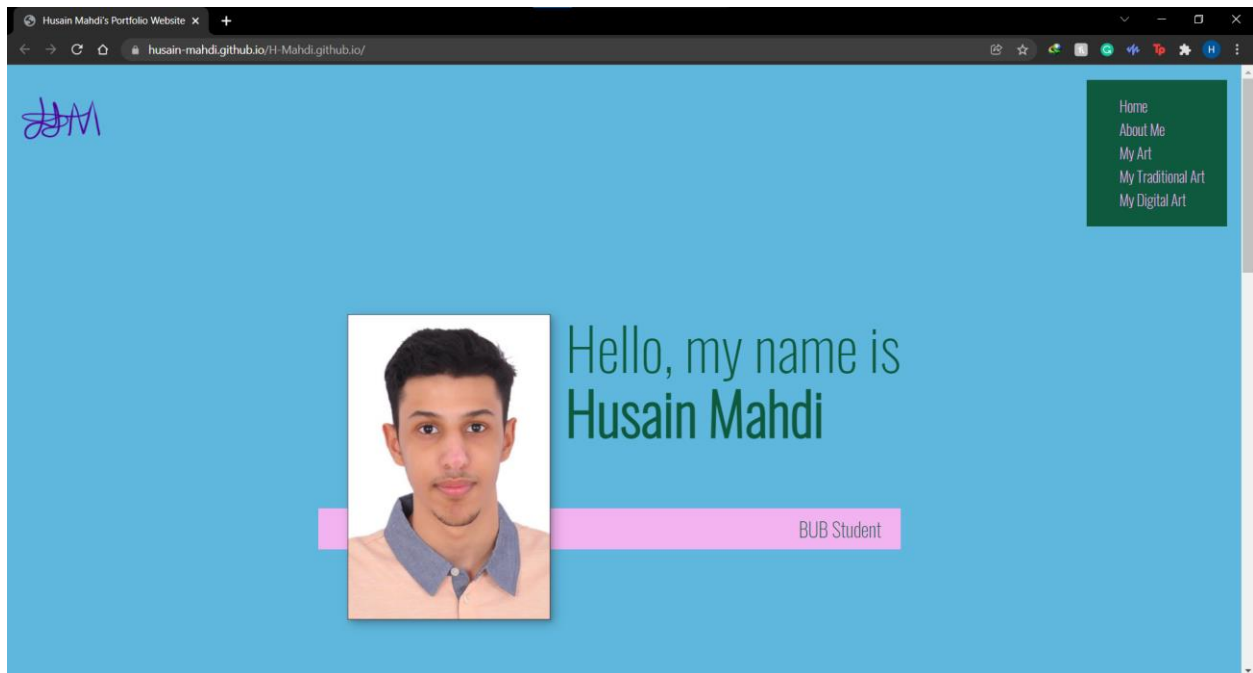 Husain Mahdi's Portfolio Website
husain-mahdi.github.io/H-Mahdi.github.io/
Home
About Me
My Art
My Traditional Art
My Digital Art
Hello, my name is
Husain Mahdi
BUB Student